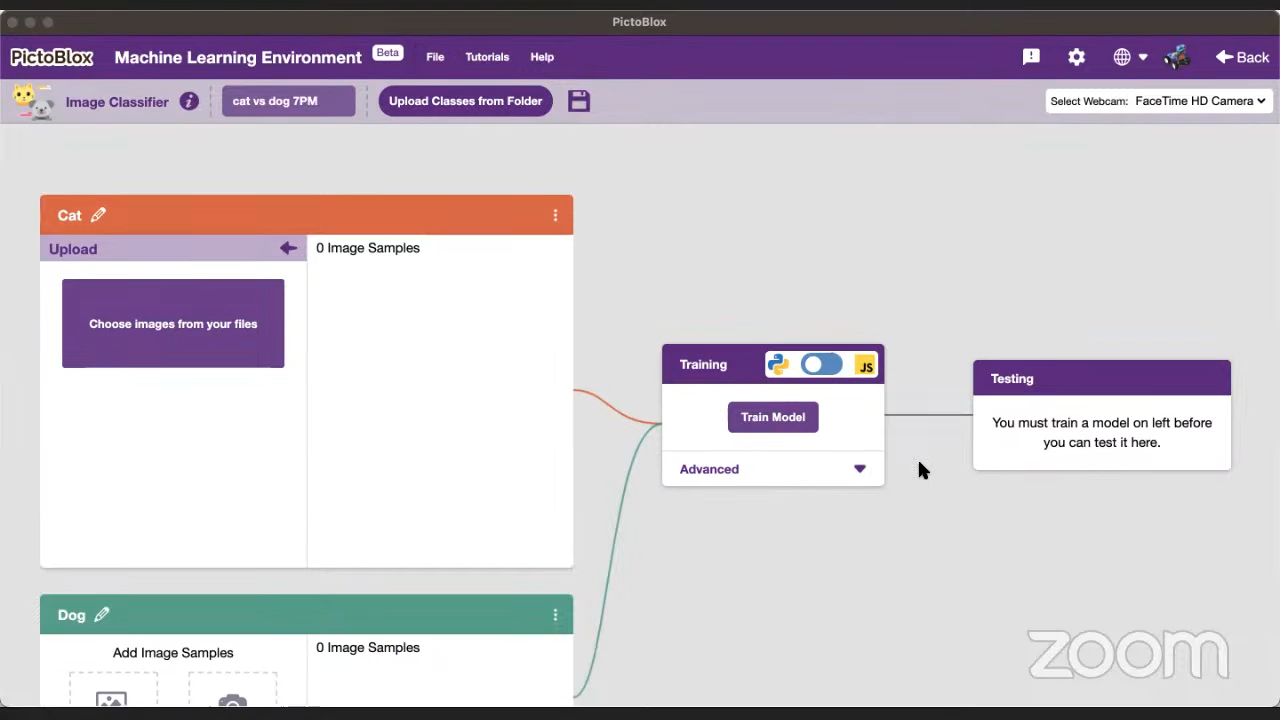 PictoBlox
PictoBlox
Machine Learning Environment
Beta
File
Tutorials
Help
Back
Image Classifier
cat vs dog 7PM
Upload Classes from Folder
Select Webcam: FaceTime HD Camera
Cat
Upload
0 Image Samples
Choose images from your files
Training
JS
Train Model
Advanced
Testing
You must train a model on left before
you can test it here.
Dog
Add Image Samples
0 Image Samples
zoom